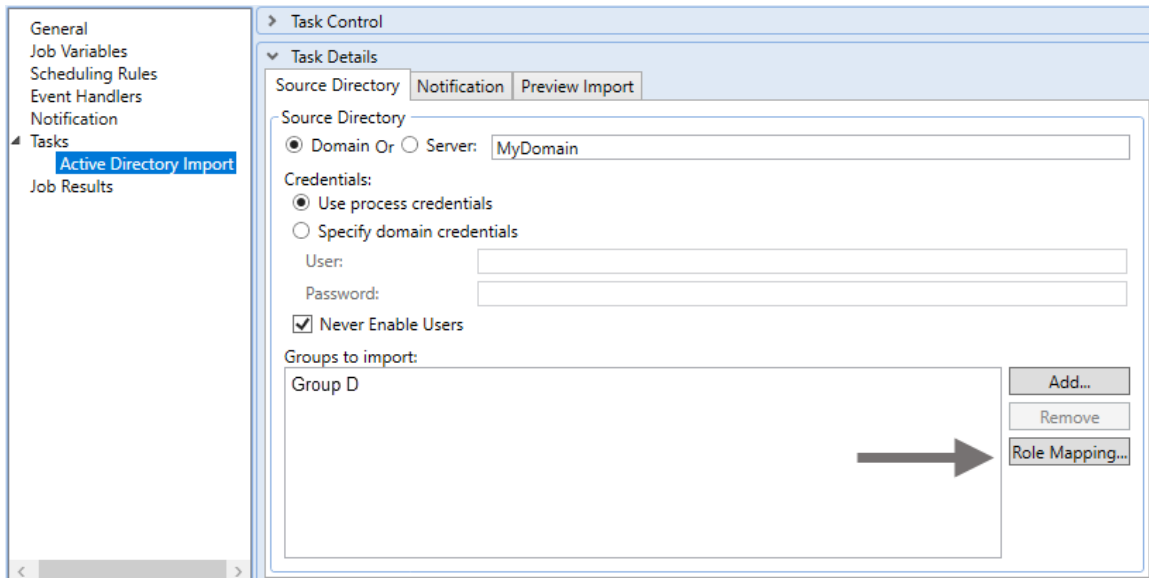 General
Job Variables
Scheduling Rules
Event Handlers
Notification
Tasks
Active Directory Import
Job Results
Task Control
Task Details
Source Directory Notification Preview Import
Source Directory
Domain Or Server: MyDomain
Credentials:
Use process credentials
Specify domain credentials
User:
Password:
Never Enable Users
Groups to import:
Group D
Add...
Remove
Role Mapping...